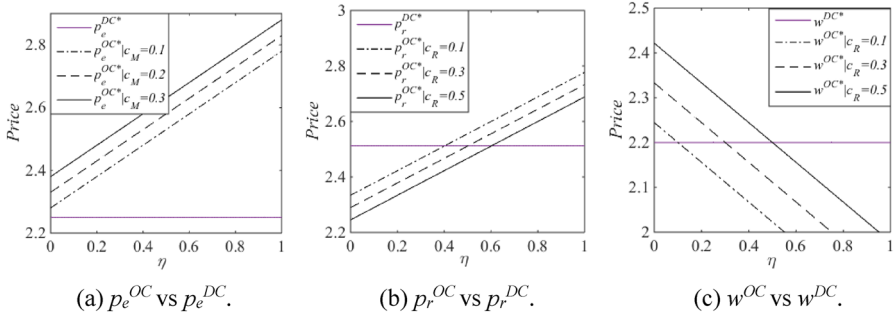 2.8
2.6
2.4
2.2
Price
p_e^{DC*}
p_e^{OC*}|c_M=0.1
p_e^{OC*}|c_M=0.2
p_e^{OC*}|c_M=0.3
0 0.2 0.4 0.6 0.8 1
η
(a) p_e^{OC} vs p_e^{DC}.
3
2.8
2.6
2.4
2.2
Price
p_r^{DC*}
p_r^{OC*}|c_R=0.1
p_r^{OC*}|c_R=0.3
p_r^{OC*}|c_R=0.5
0 0.2 0.4 0.6 0.8 1
η
(b) p_r^{OC} vs p_r^{DC}.
2.5
2.4
2.3
2.2
2.1
2
Price
w^{DC*}
w^{OC*}|c_R=0.1
w^{OC*}|c_R=0.3
w^{OC*}|c_R=0.5
0 0.2 0.4 0.6 0.8 1
η
(c) w^{OC} vs w^{DC}.